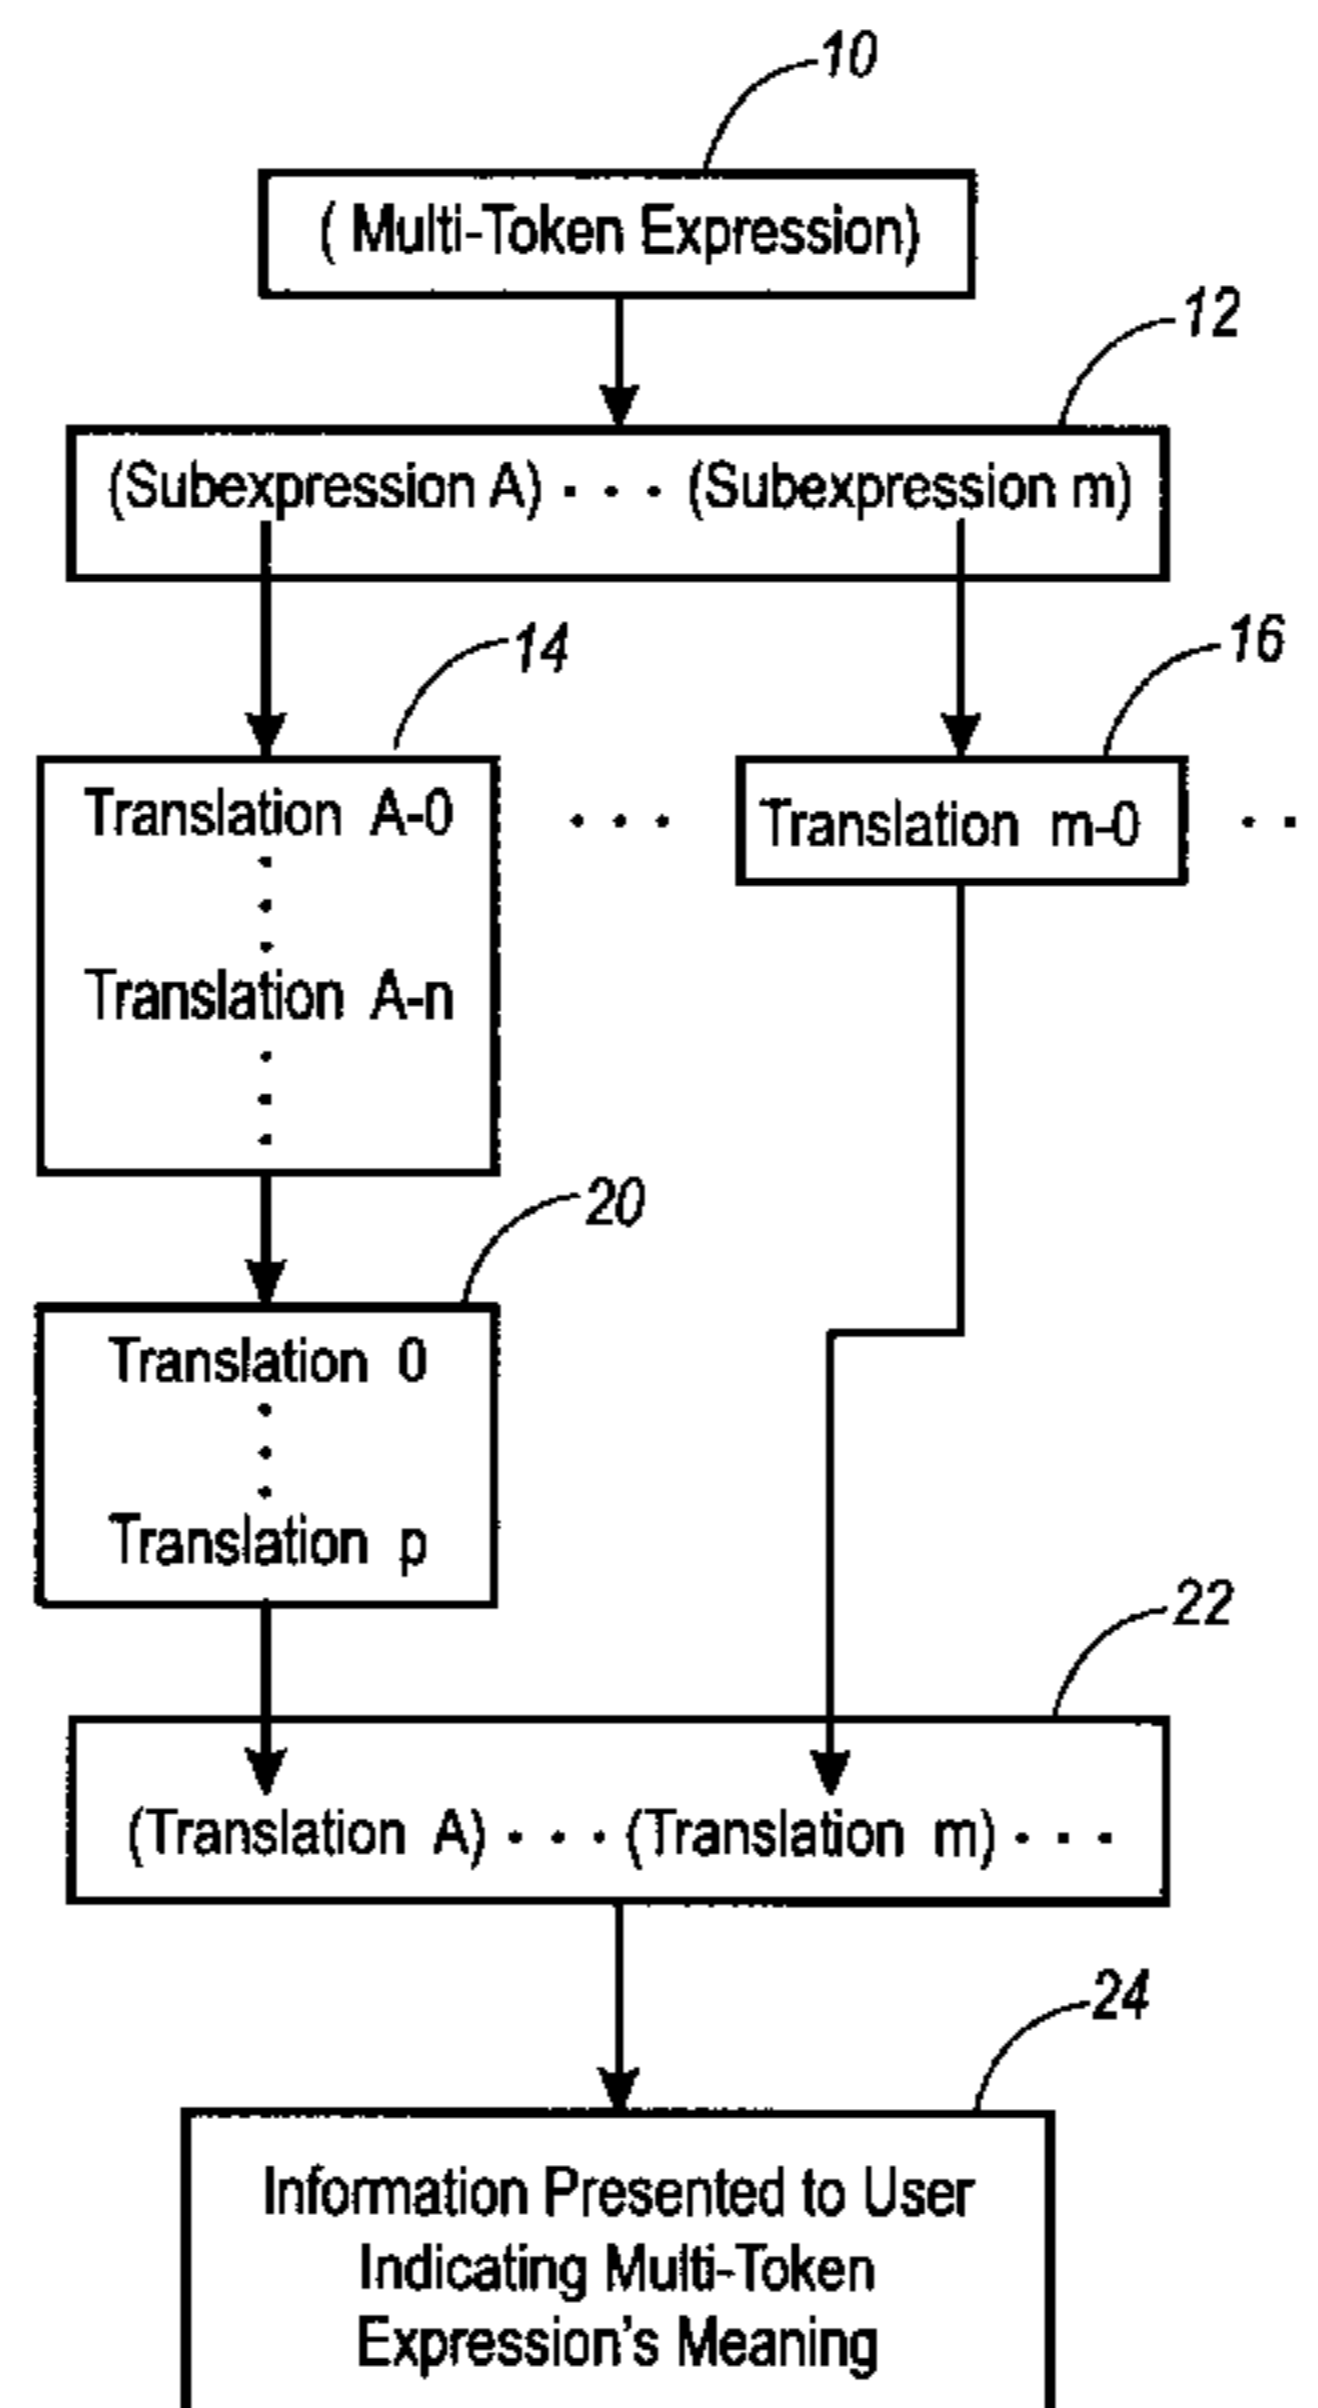 10
( Multi-Token Expression)
12
(Subexpression A) · · · (Subexpression m)
14
16
Translation A-0 · · · Translation m-0 · ·
Translation A-n
20
Translation 0
Translation p
22
(Translation A) · · · (Translation m) · · ·
24
Information Presented to User
Indicating Multi-Token
Expression's Meaning